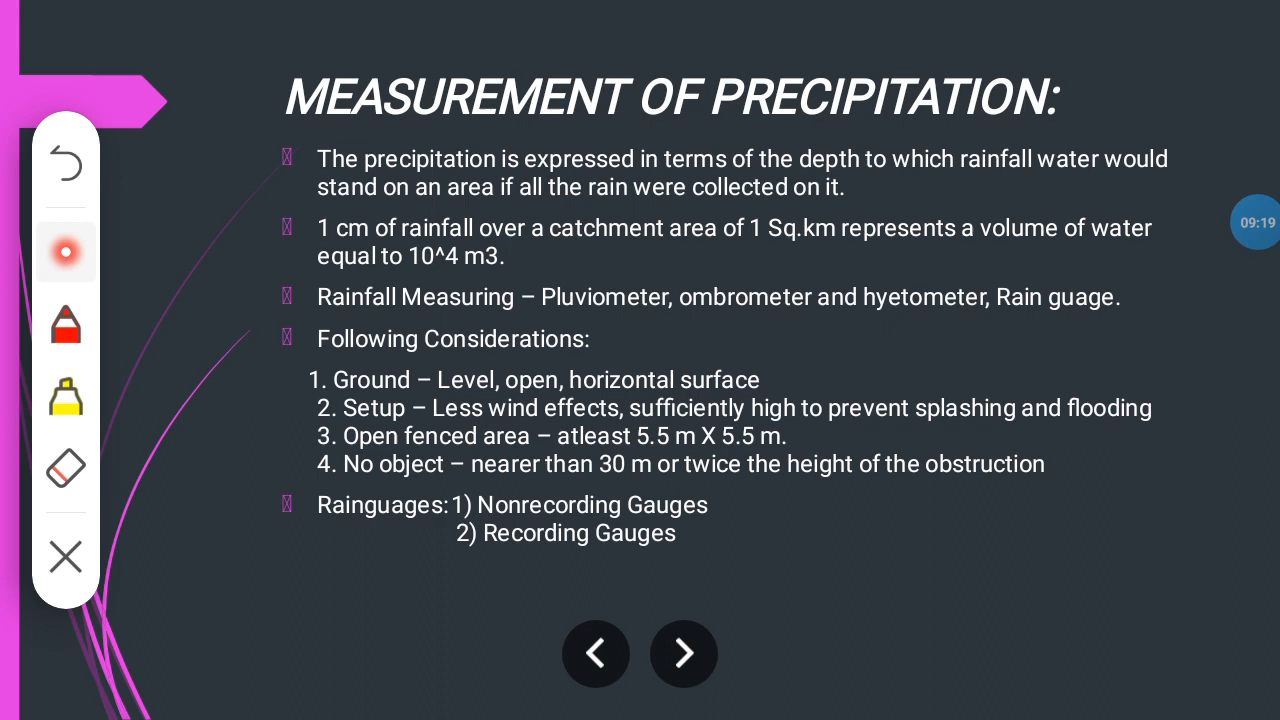 MEASUREMENT OF PRECIPITATION:
The precipitation is expressed in terms of the depth to which rainfall water would
stand on an area if all the rain were collected on it.
1 cm of rainfall over a catchment area of 1 Sq.km represents a volume of water
equal to 10^4 m3.
Rainfall Measuring – Pluviometer, ombrometer and hyetometer, Rain guage.
Following Considerations:
1. Ground – Level, open, horizontal surface
2. Setup – Less wind effects, sufficiently high to prevent splashing and flooding
3. Open fenced area – atleast 5.5 m X 5.5 m.
4. No object – nearer than 30 m or twice the height of the obstruction
Rainguages:1) Nonrecording Gauges
2) Recording Gauges
09:19